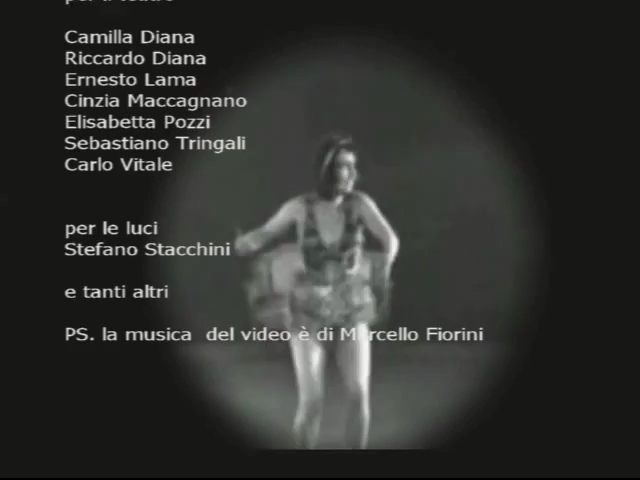 Camilla Diana
Riccardo Diana
Ernesto Lama
Cinzia Maccagnano
Elisabetta Pozzi
Sebastiano Tringali
Carlo Vitale
per le luci
Stefano Stacchini
e tanti altri
PS. la musica del video è di Marcello Fiorini